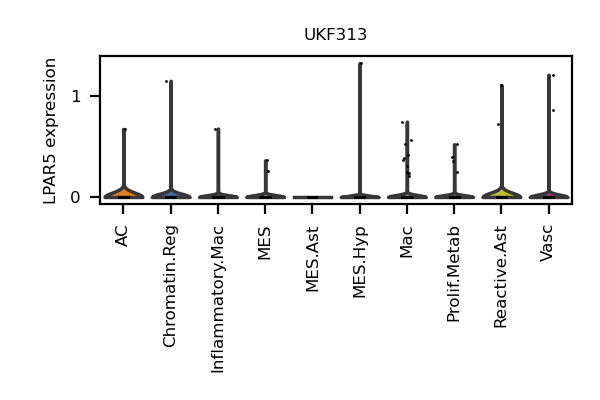 UKF313
LPAR5 expression
1
0
AC
Chromatin.Reg
Inflammatory.Mac
MES
MES.Ast
MES.Hyp
Mac
Prolif.Metab
Reactive.Ast
Vasc